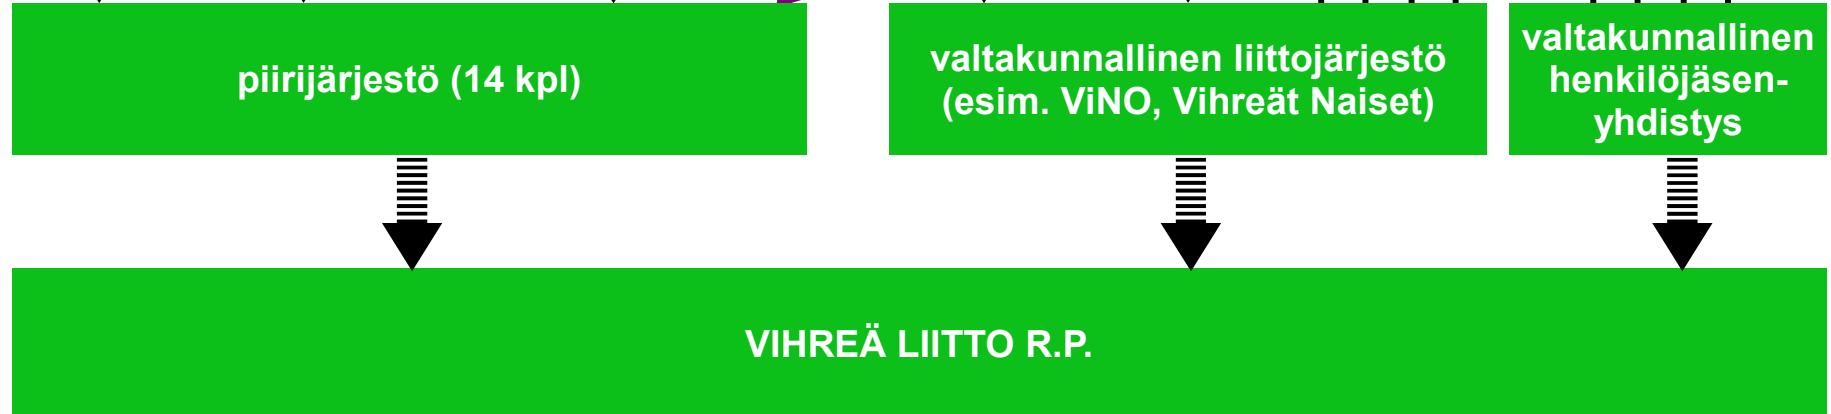 piirijärjestö (14 kpl)
valtakunnallinen liittojärjestö
(esim. ViNO, Vihreät Naiset)
valtakunnallinen
henkilöjäsen-
yhdistys
VIHREÄ LIITTO R.P.